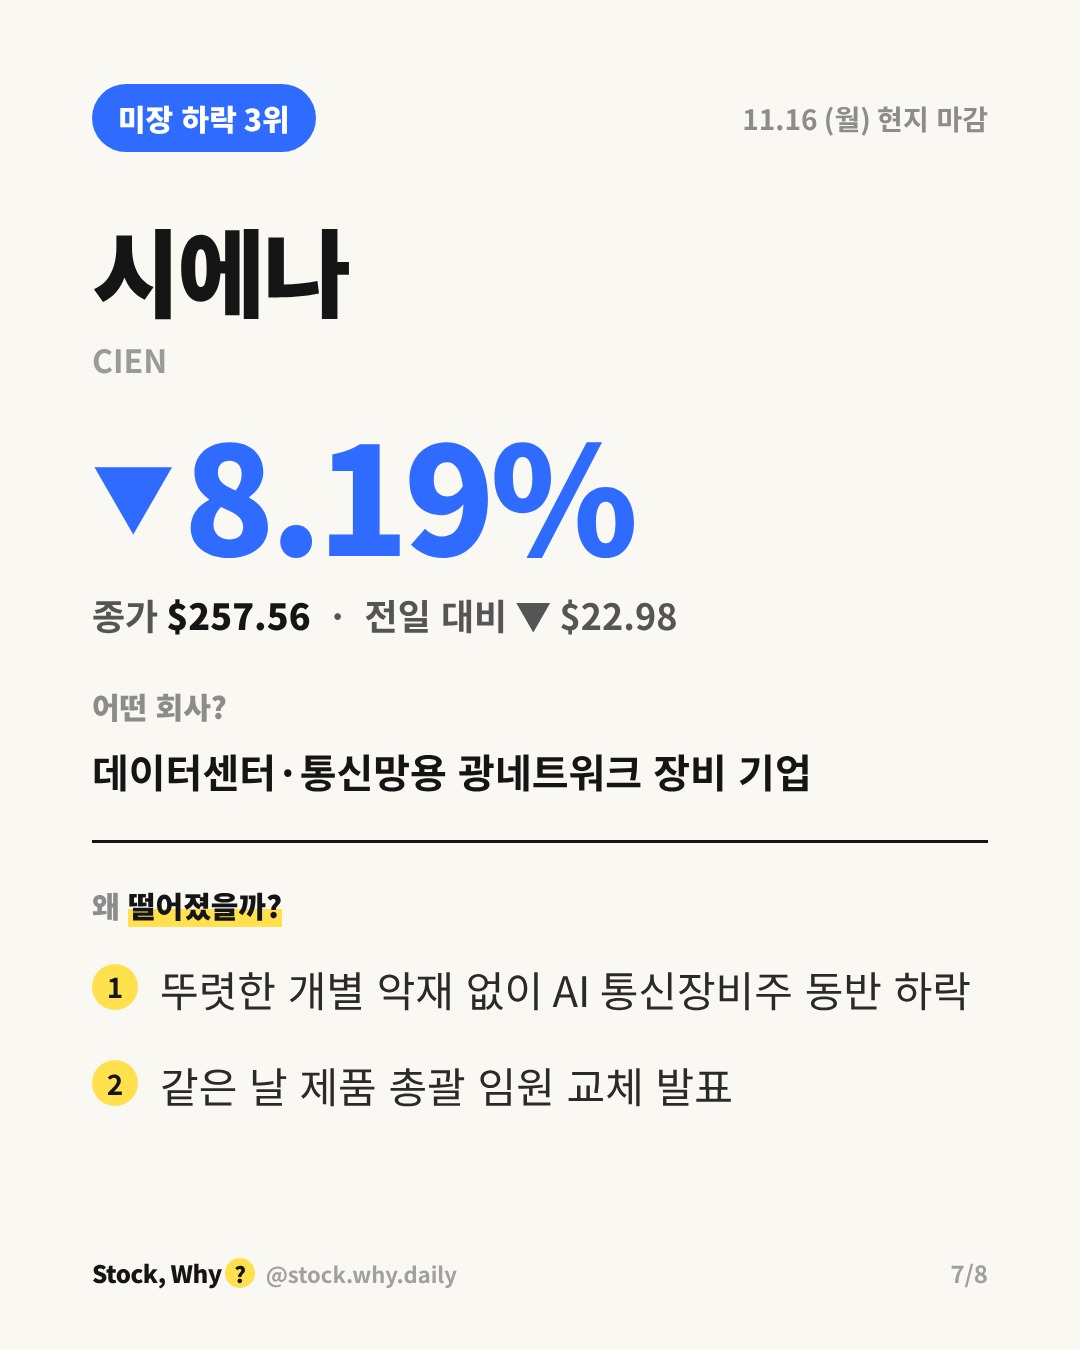 미장 하락 3위
11.16 (월) 현지 마감
시에나
CIEN
▼8.19%
종가 $257.56 · 전일 대비 ▼ $22.98
어떤 회사?
데이터센터·통신망용 광네트워크 장비 기업
왜 떨어졌을까?
1 뚜렷한 개별 악재 없이 AI 통신장비주 동반 하락
2 같은 날 제품 총괄 임원 교체 발표
Stock, Why ? @stock.why.daily
7/8